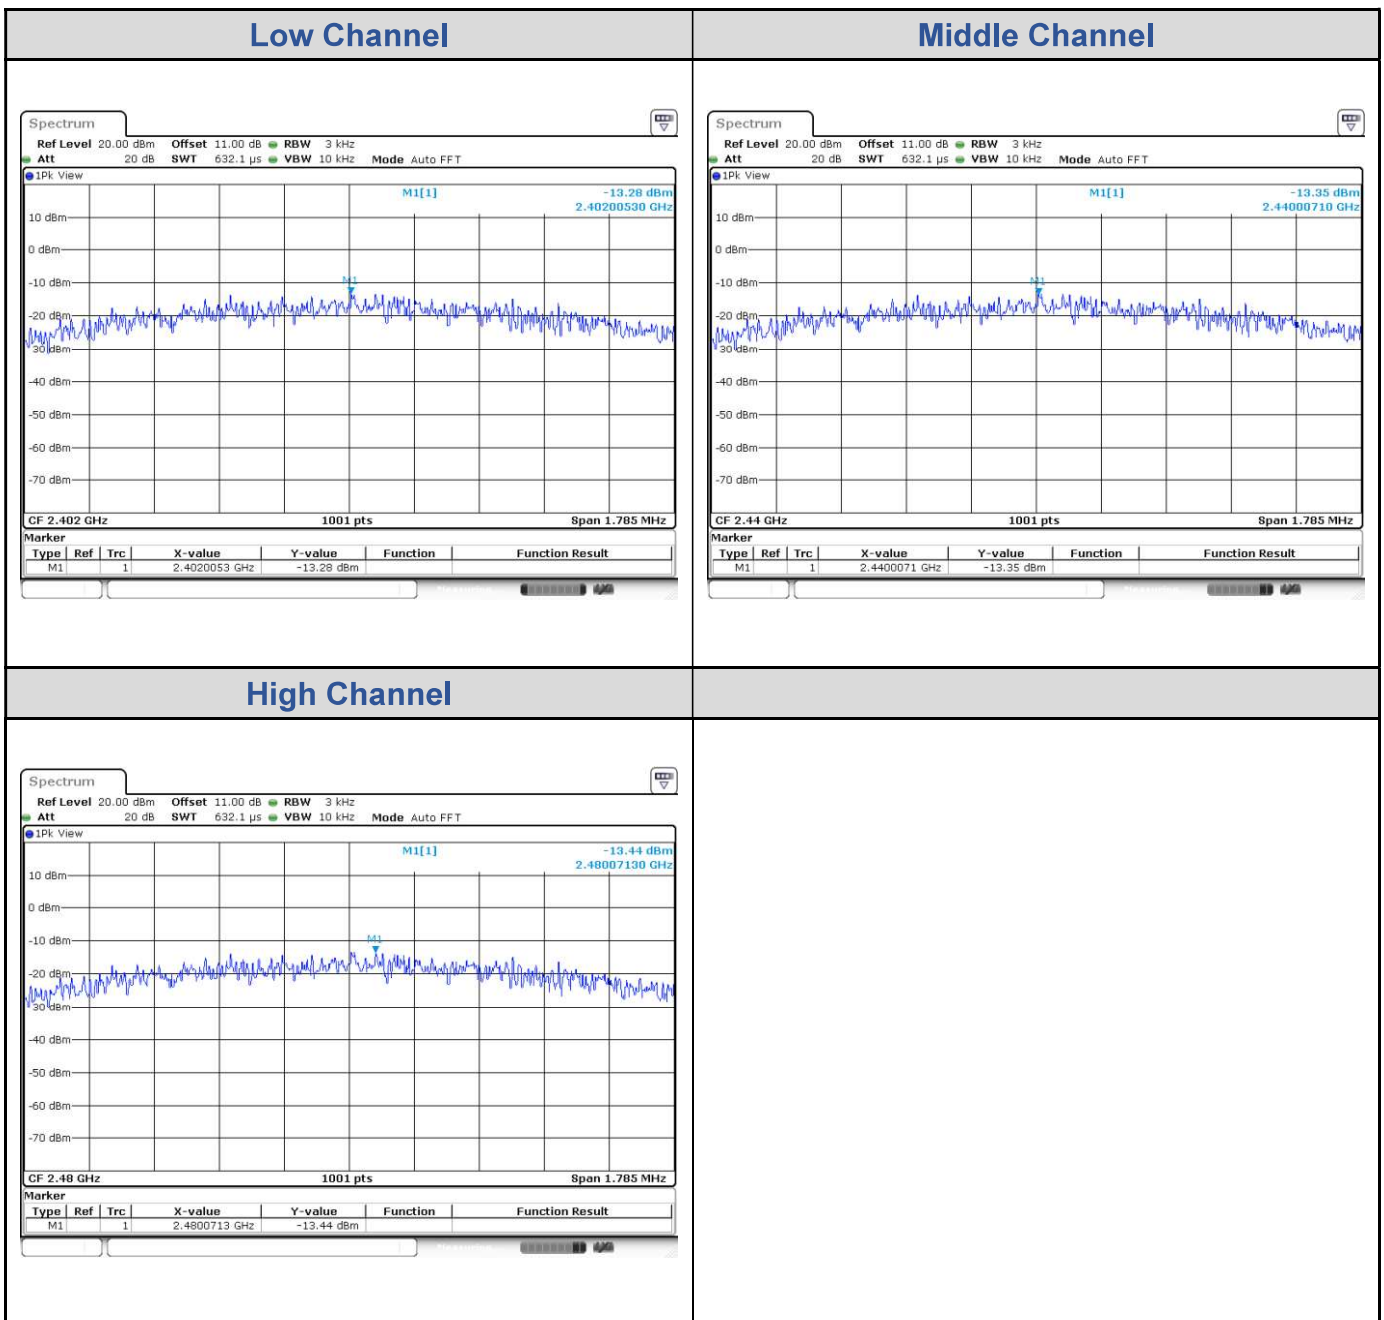 Low Channel
Spectrum
Ref Level 20.00 dBm Offset 11.00 dB RBW 3 kHz
Att 20 dB SWT 632.1 µs VBW 10 kHz Mode Auto FFT
1Pk View
M1[1] -13.28 dBm
2.40200530 GHz
10 dBm
0 dBm
M1
-10 dBm
-20 dBm
-30 dBm
-40 dBm
-50 dBm
-60 dBm
-70 dBm
CF 2.402 GHz 1001 pts Span 1.785 MHz
Marker
Type Ref Trc X-value Y-value Function Function Result
M1 1 2.4020053 GHz -13.28 dBm
Middle Channel
Spectrum
Ref Level 20.00 dBm Offset 11.00 dB RBW 3 kHz
Att 20 dB SWT 632.1 µs VBW 10 kHz Mode Auto FFT
1Pk View
M1[1] -13.35 dBm
2.44000710 GHz
10 dBm
0 dBm
M1
-10 dBm
-20 dBm
-30 dBm
-40 dBm
-50 dBm
-60 dBm
-70 dBm
CF 2.44 GHz 1001 pts Span 1.785 MHz
Marker
Type Ref Trc X-value Y-value Function Function Result
M1 1 2.4400071 GHz -13.35 dBm
High Channel
Spectrum
Ref Level 20.00 dBm Offset 11.00 dB RBW 3 kHz
Att 20 dB SWT 632.1 µs VBW 10 kHz Mode Auto FFT
1Pk View
M1[1] -13.44 dBm
2.48007130 GHz
10 dBm
0 dBm
M1
-10 dBm
-20 dBm
-30 dBm
-40 dBm
-50 dBm
-60 dBm
-70 dBm
CF 2.48 GHz 1001 pts Span 1.785 MHz
Marker
Type Ref Trc X-value Y-value Function Function Result
M1 1 2.4800713 GHz -13.44 dBm